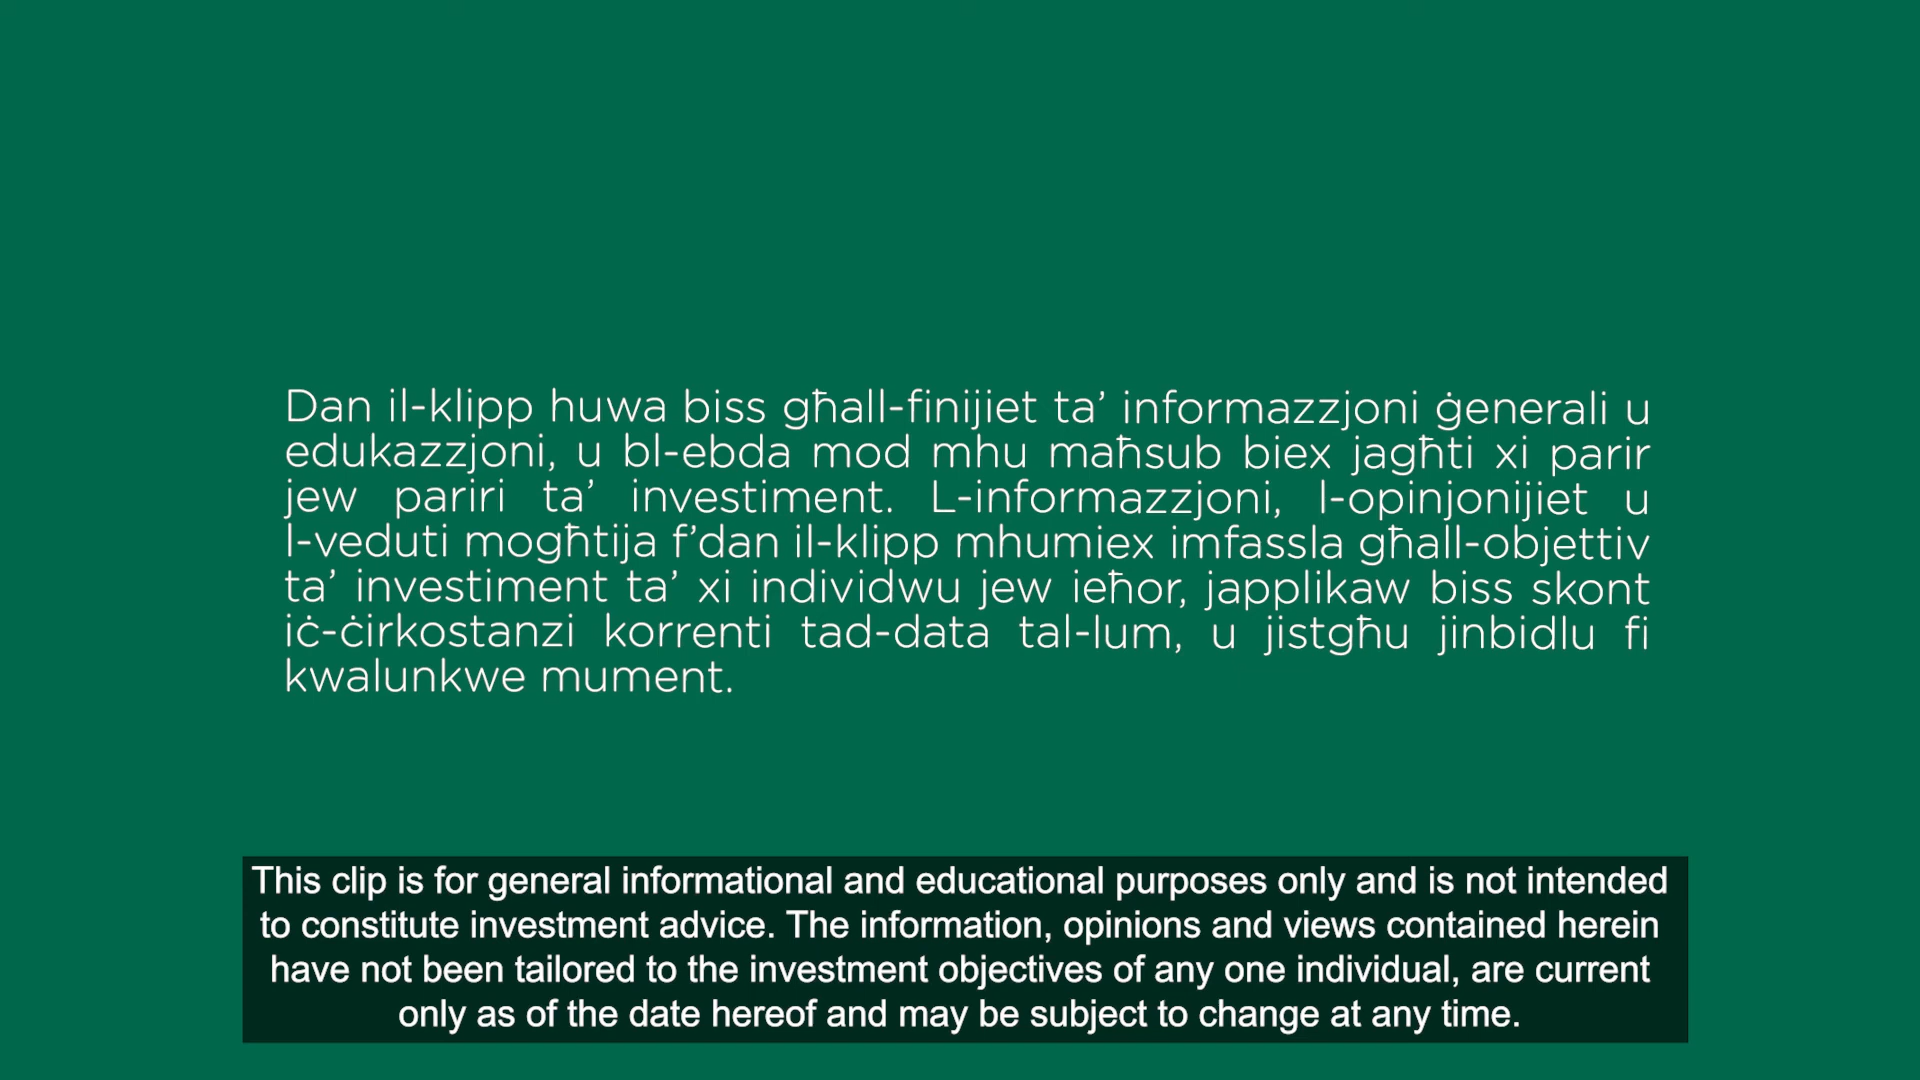 Dan il-klipp huwa biss għall-finijiet ta’ informazzjoni ġenerali u
edukazzjoni, u bl-ebda mod mhu maħsub biex jagħti xi parir
jew pariri ta’ investiment. L-informazzjoni, l-opinjonijiet u
l-veduti mogħtija f’dan il-klipp mhumiex imfassla għall-objettiv
ta’ investiment ta’ xi individwu jew ieħor, japplikaw biss skont
iċ-ċirkostanzi korrenti tad-data tal-lum, u jistgħu jinbidlu fi
kwalunkwe mument.
This clip is for general informational and educational purposes only and is not intended
to constitute investment advice. The information, opinions and views contained herein
have not been tailored to the investment objectives of any one individual, are current
only as of the date hereof and may be subject to change at any time.